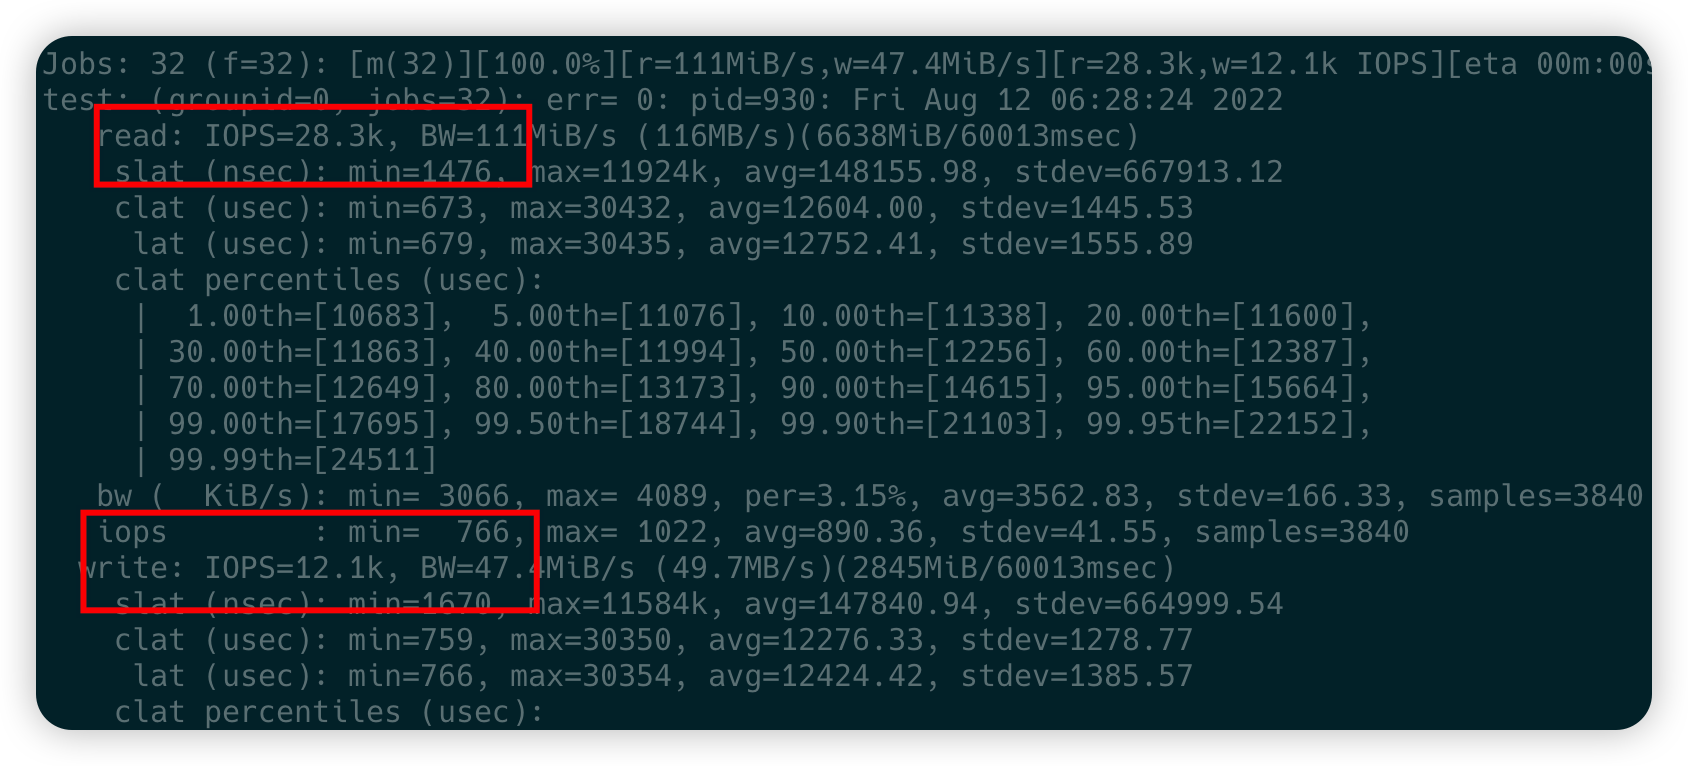 Jobs: 32 (f=32): [m(32)][100.0%][r=111MiB/s,w=47.4MiB/s][r=28.3k,w=12.1k IOPS][eta 00m:00s
test: (groupid=0, jobs=32): err= 0: pid=930: Fri Aug 12 06:28:24 2022
read: IOPS=28.3k, BW=111MiB/s (116MB/s)(6638MiB/60013msec)
slat (nsec): min=1476, max=11924k, avg=148155.98, stdev=667913.12
clat (usec): min=673, max=30432, avg=12604.00, stdev=1445.53
lat (usec): min=679, max=30435, avg=12752.41, stdev=1555.89
clat percentiles (usec):
|  1.00th=[10683],  5.00th=[11076], 10.00th=[11338], 20.00th=[11600],
| 30.00th=[11863], 40.00th=[11994], 50.00th=[12256], 60.00th=[12387],
| 70.00th=[12649], 80.00th=[13173], 90.00th=[14615], 95.00th=[15664],
| 99.00th=[17695], 99.50th=[18744], 99.90th=[21103], 99.95th=[22152],
| 99.99th=[24511]
bw (  KiB/s): min= 3066, max= 4089, per=3.15%, avg=3562.83, stdev=166.33, samples=3840
iops        : min=  766, max= 1022, avg=890.36, stdev=41.55, samples=3840
write: IOPS=12.1k, BW=47.4MiB/s (49.7MB/s)(2845MiB/60013msec)
slat (nsec): min=1670, max=11584k, avg=147840.94, stdev=664999.54
clat (usec): min=759, max=30350, avg=12276.33, stdev=1278.77
lat (usec): min=766, max=30354, avg=12424.42, stdev=1385.57
clat percentiles (usec):